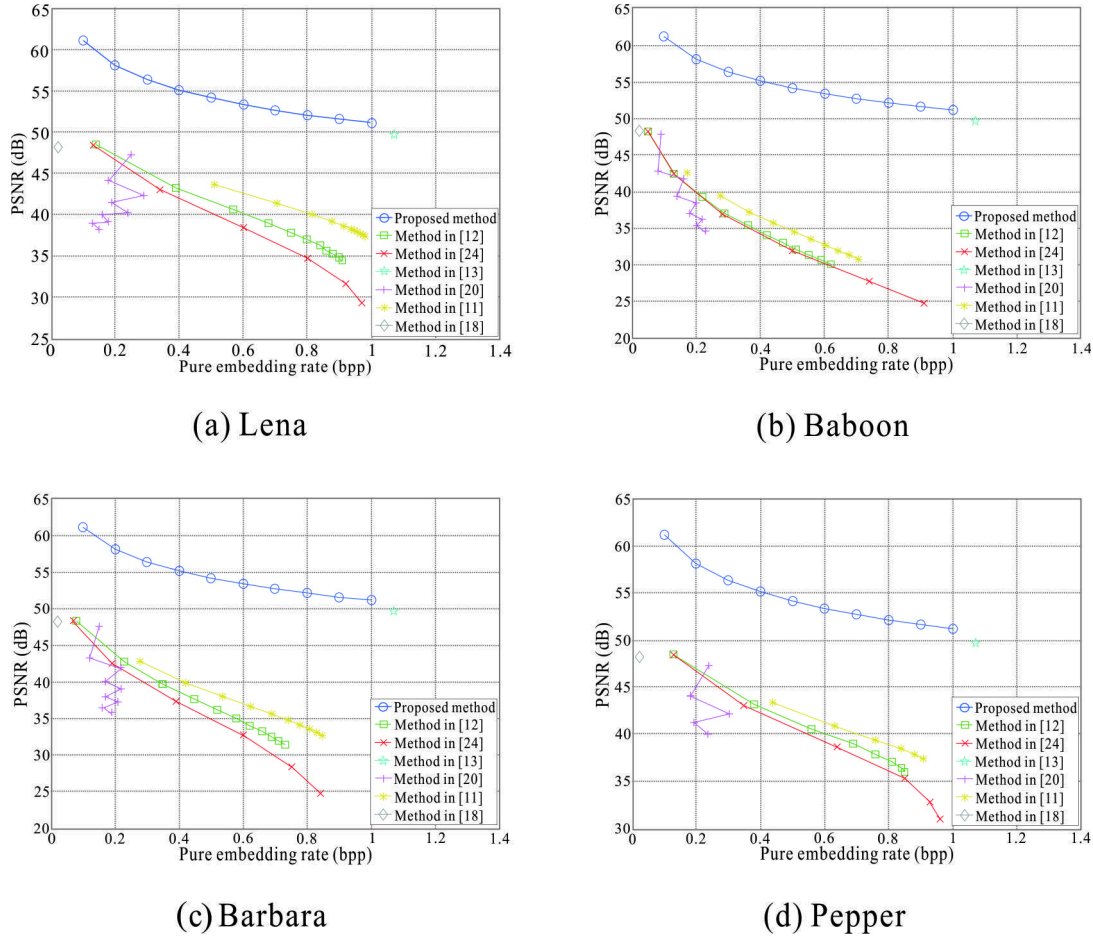 65
60
55
50
45
40
35
30
25
PSNR (dB)
0 0.2 0.4 0.6 0.8 1 1.2 1.4
Pure embedding rate (bpp)
Proposed method
Method in [12]
Method in [24]
Method in [13]
Method in [20]
Method in [11]
Method in [18]
(a) Lena
65
60
55
50
45
40
35
30
25
20
PSNR (dB)
0 0.2 0.4 0.6 0.8 1 1.2 1.4
Pure embedding rate (bpp)
Proposed method
Method in [12]
Method in [24]
Method in [13]
Method in [20]
Method in [11]
Method in [18]
(b) Baboon
65
60
55
50
45
40
35
30
25
20
PSNR (dB)
0 0.2 0.4 0.6 0.8 1 1.2 1.4
Pure embedding rate (bpp)
Proposed method
Method in [12]
Method in [24]
Method in [13]
Method in [20]
Method in [11]
Method in [18]
(c) Barbara
65
60
55
50
45
40
35
30
PSNR (dB)
0 0.2 0.4 0.6 0.8 1 1.2 1.4
Pure embedding rate (bpp)
Proposed method
Method in [12]
Method in [24]
Method in [13]
Method in [20]
Method in [11]
Method in [18]
(d) Pepper